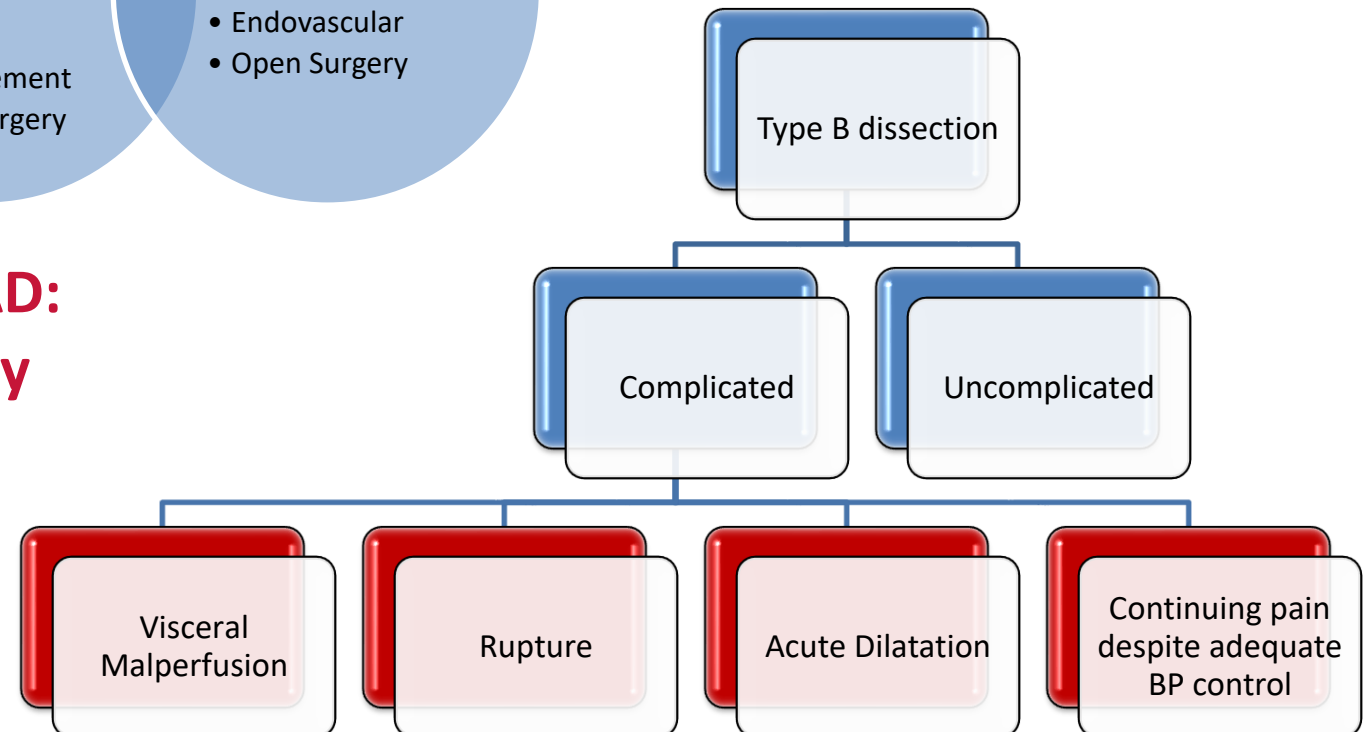 • Endovascular
• Open Surgery
ement
rgery
AD:
y
Type B dissection
Complicated
Uncomplicated
Visceral
Malperfusion
Rupture
Acute Dilatation
Continuing pain
despite adequate
BP control